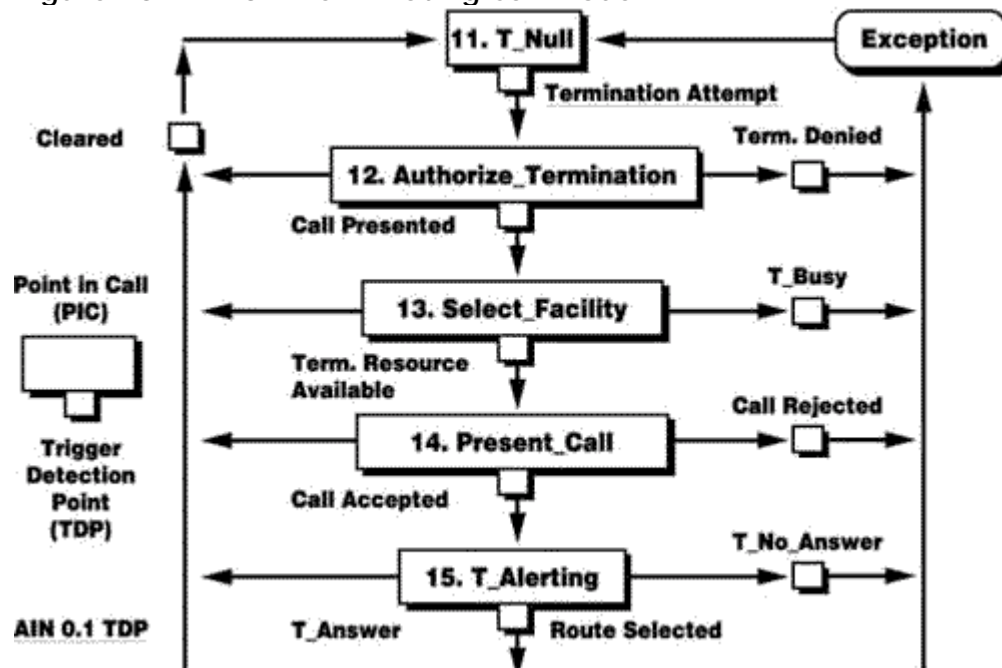 11. T_Null
Exception
Termination Attempt
Cleared
Term. Denied
12. Authorize_Termination
Call Presented
Point in Call
(PIC)
T_Busy
13. Select_Facility
Term. Resource
Available
Call Rejected
14. Present_Call
Trigger
Detection
Point
(TDP)
Call Accepted
T_No_Answer
15. T_Alerting
AIN 0.1 TDP
T_Answer
Route Selected